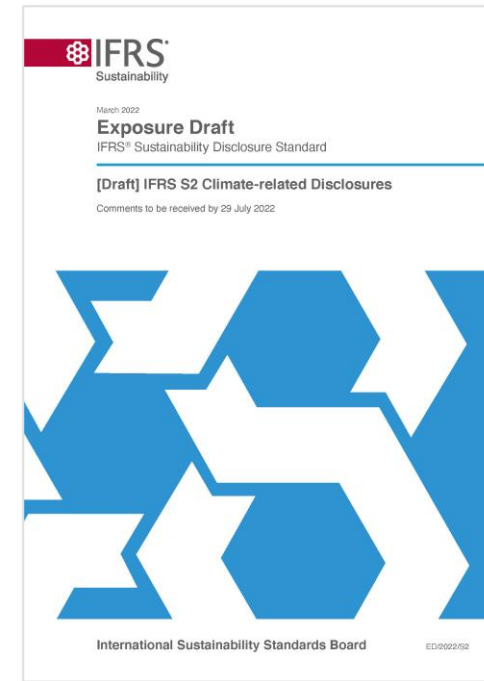 IFRS®
Sustainability
March 2022
Exposure Draft
IFRS® Sustainability Disclosure Standard
[Draft] IFRS S2 Climate-related Disclosures
Comments to be received by 29 July 2022
International Sustainability Standards Board
ED/2022/S2